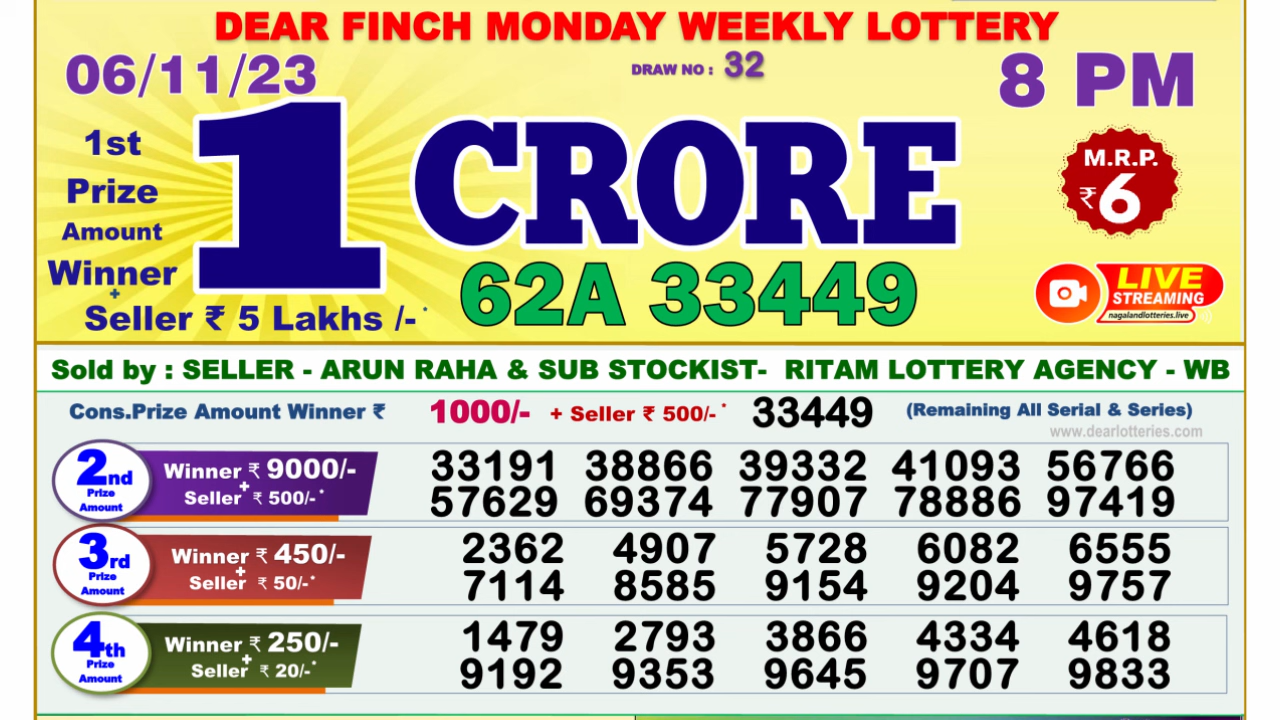 DEAR FINCH MONDAY WEEKLY LOTTERY
06/11/23
DRAW NO : 32
8 PM
1st
Prize
Amount
Winner
+
Seller ₹ 5 Lakhs /-*
1 CRORE
62A 33449
M.R.P.
₹6
LIVE
STREAMING
nagalandlotteries.live
Sold by : SELLER - ARUN RAHA & SUB STOCKIST- RITAM LOTTERY AGENCY - WB
Cons.Prize Amount Winner ₹ 1000/- + Seller ₹ 500/-* 33449 (Remaining All Serial & Series)
www.dearlotteries.com
2nd
Prize
Amount
Winner ₹ 9000/-
+
Seller ₹ 500/-*
33191 38866 39332 41093 56766
57629 69374 77907 78886 97419
3rd
Prize
Amount
Winner ₹ 450/-
+
Seller ₹ 50/-*
2362 4907 5728 6082 6555
7114 8585 9154 9204 9757
4th
Prize
Amount
Winner ₹ 250/-
+
Seller ₹ 20/-*
1479 2793 3866 4334 4618
9192 9353 9645 9707 9833